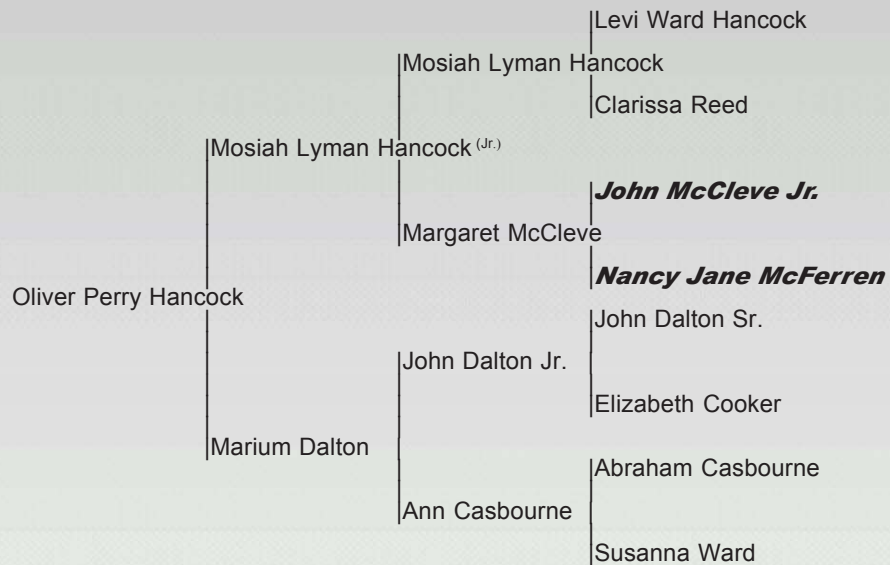 Levi Ward Hancock
Mosiah Lyman Hancock
Clarissa Reed
Mosiah Lyman Hancock (Jr.)
John McCleve Jr.
Margaret McCleve
Nancy Jane McFerren
Oliver Perry Hancock
John Dalton Sr.
John Dalton Jr.
Elizabeth Cooker
Marium Dalton
Abraham Casbourne
Ann Casbourne
Susanna Ward